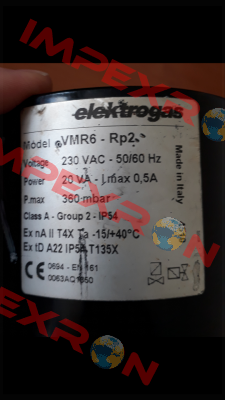 IMPEXRON
elektrogas
Model VMR6 - Rp2
Voltage 230 VAC - 50/60 Hz
Power 20 VA - I.max 0,5A
P.max 360 mbar
Class A - Group 2 - IP54
Ex nA II T4X Ta -15/+40°C
Ex tD A22 IP54 T135X
CE 0694 - EN 161
0063AQ1350
Made in Italy
IMPEXRON